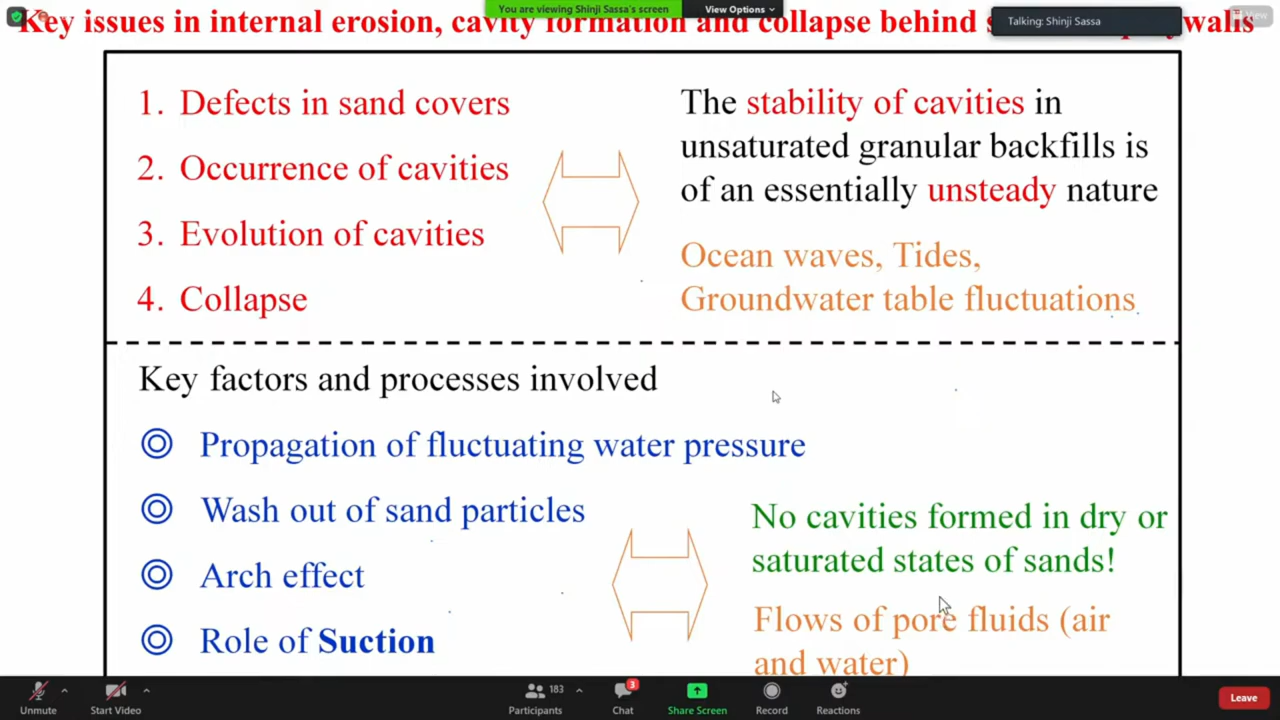 You are viewing Shinji Sassa's screen
View Options
Talking: Shinji Sassa
View
Key issues in internal erosion, cavity formation and collapse behind walls
1. Defects in sand covers
2. Occurrence of cavities
3. Evolution of cavities
4. Collapse
The stability of cavities in
unsaturated granular backfills is
of an essentially unsteady nature
Ocean waves, Tides,
Groundwater table fluctuations
Key factors and processes involved
◎ Propagation of fluctuating water pressure
◎ Wash out of sand particles
◎ Arch effect
◎ Role of Suction
No cavities formed in dry or
saturated states of sands!
Flows of pore fluids (air
and water)
Unmute
Start Video
183
Participants
3
Chat
Share Screen
Record
Reactions
Leave